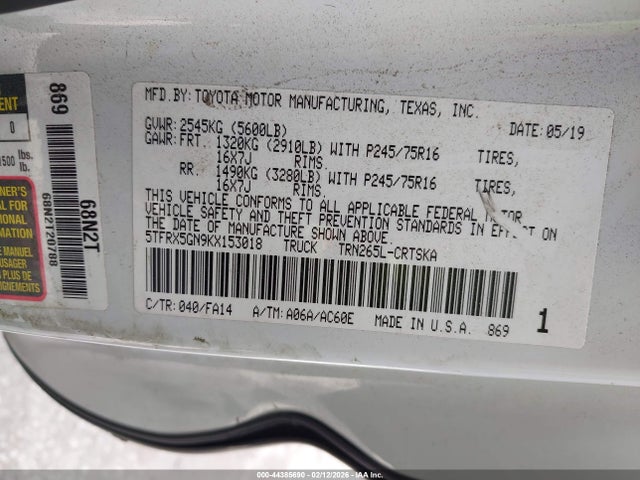 MFD.BY: TOYOTA MOTOR MANUFACTURING, TEXAS, INC.
GVWR: 2545KG (5600LB) DATE: 05/19
GAWR: FRT. 1320KG (2910LB) WITH P245/75R16 TIRES,
16X7J RIMS.
RR. 1490KG (3280LB) WITH P245/75R16 TIRES,
16X7J RIMS.
THIS VEHICLE CONFORMS TO ALL APPLICABLE FEDERAL MOTOR
VEHICLE SAFETY AND THEFT PREVENTION STANDARDS IN EFFECT ON
THE DATE OF MANUFACTURE SHOWN ABOVE.
5TFRX5GN9KX153018 TRUCK TRN265L-CRTSKA
C/TR: 040/FA14 A/TM: A06A/AC60E MADE IN U.S.A. 869
1
869
68N2T
68N2T20788
0
1500 lbs.
lb.
000-44385690 - 02/12/2026 - IAA Inc.